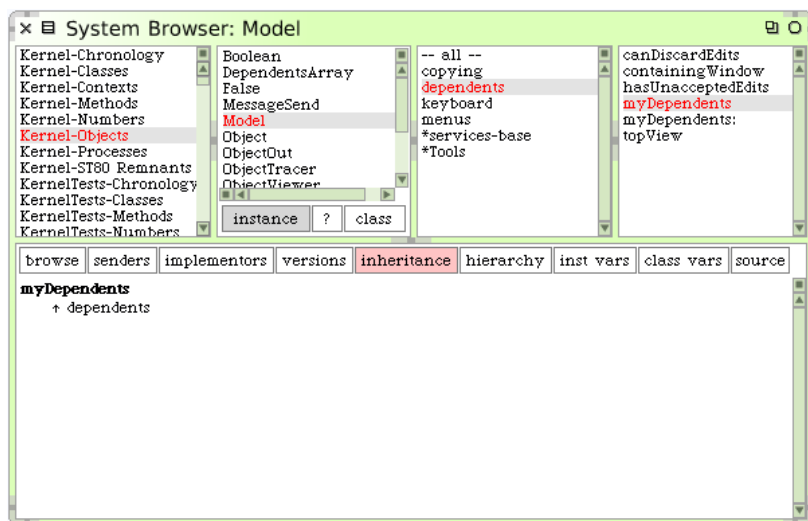 System Browser: Model
Kernel-Chronology
Kernel-Classes
Kernel-Contexts
Kernel-Methods
Kernel-Numbers
Kernel-Objects
Kernel-Processes
Kernel-ST80 Remnants
KernelTests-Chronology
KernelTests-Classes
KernelTests-Methods
KernelTests-Numbers
Boolean
DependentsArray
False
MessageSend
Model
Object
ObjectOut
ObjectTracer
ObjectViewer
instance ? class
-- all --
copying
dependents
keyboard
menus
*services-base
*Tools
canDiscardEdits
containingWindow
hasUnacceptedEdits
myDependents
myDependents:
topView
browse senders implementors versions inheritance hierarchy inst vars class vars source
myDependents
↑ dependents